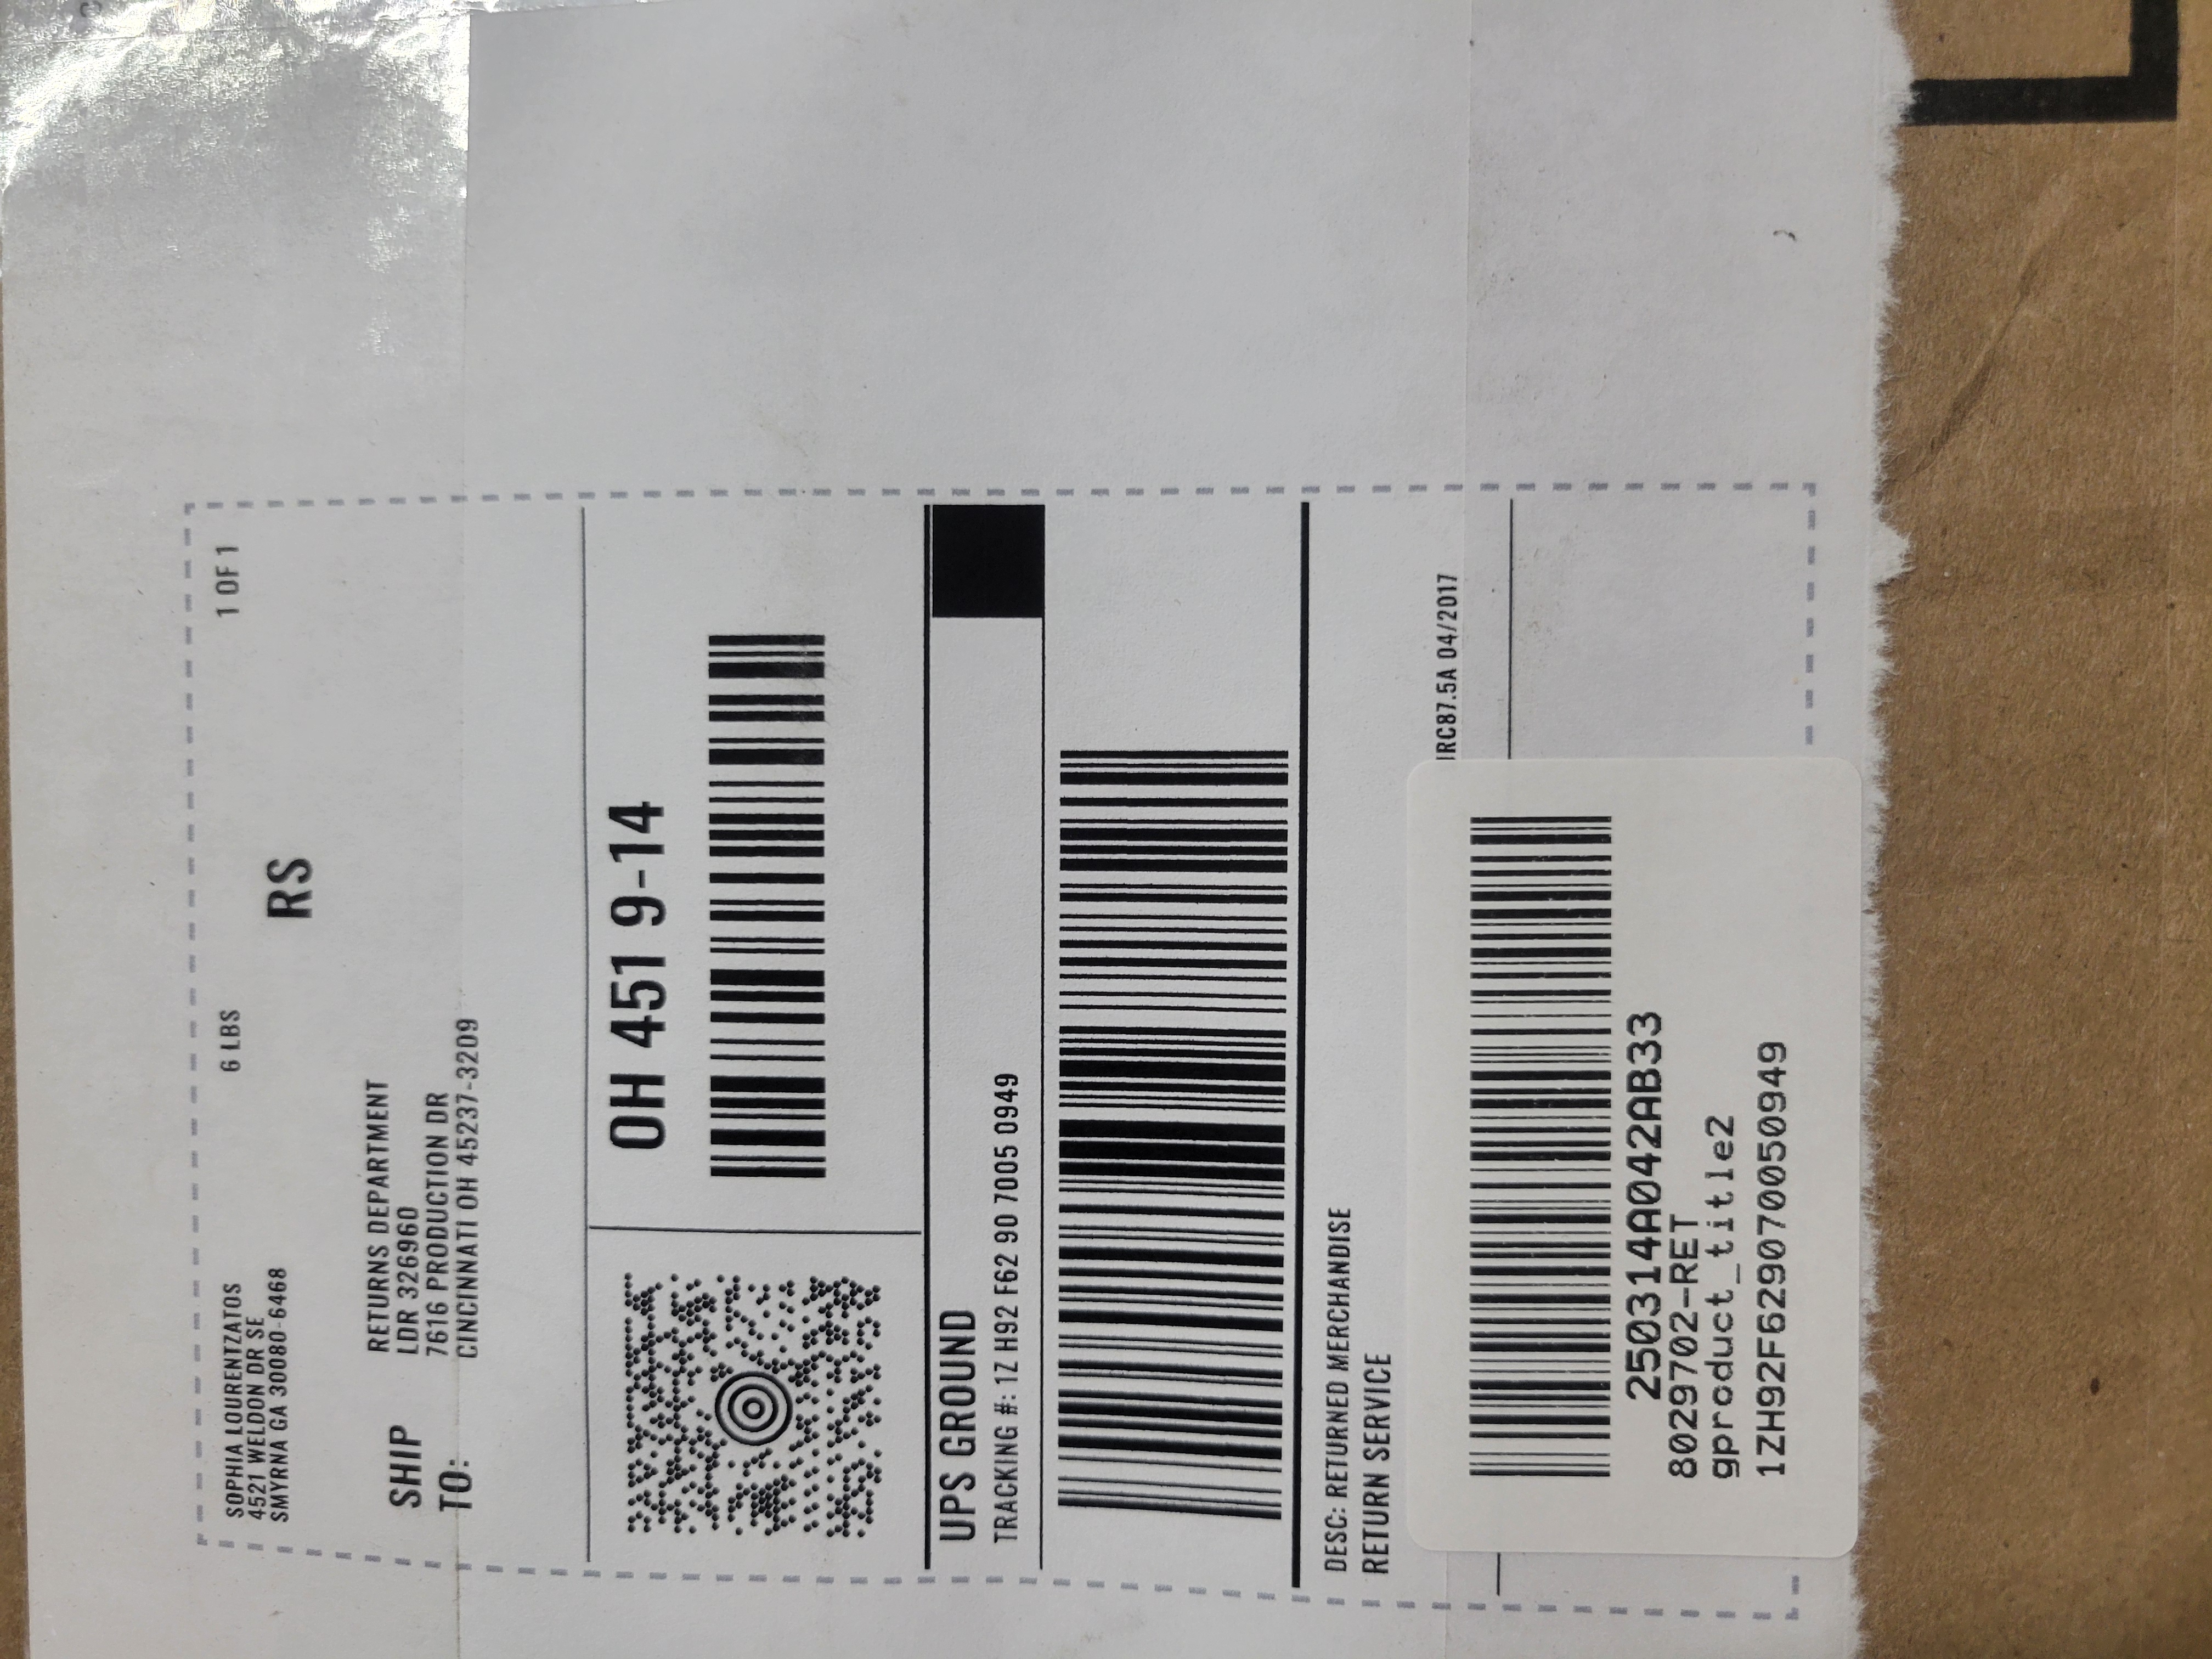 SOPHIA LOURENTZATOS
4521 WELDON DR SE
SMYRNA GA 30080-6468
6 LBS
1 OF 1
RS
SHIP
TO:
RETURNS DEPARTMENT
LDR 326960
7616 PRODUCTION DR
CINCINNATI OH 45237-3209
OH 451 9-14
UPS GROUND
TRACKING #: 1Z H92 F62 90 7005 0949
DESC: RETURNED MERCHANDISE
RETURN SERVICE
RC87.5A 04/2017
250314A042AB33
8029702-RET
gproduct_title2
1ZH92F629070050949